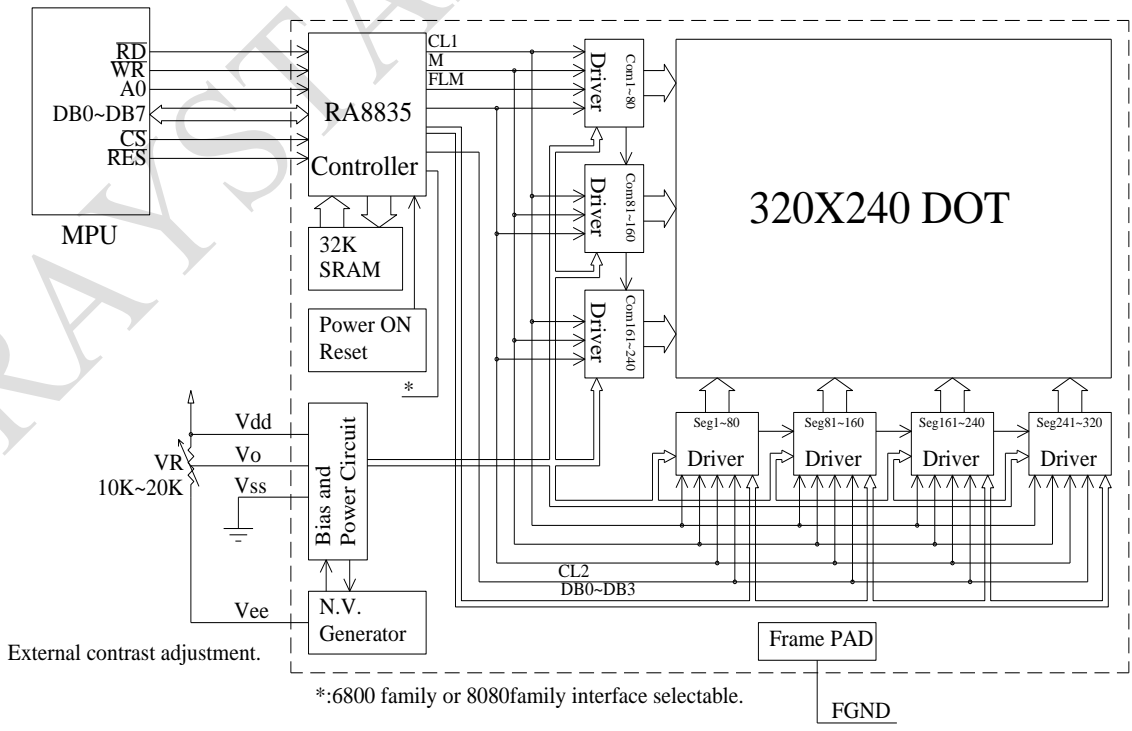 RAYSTA
MPU
RD
WR
A0
DB0~DB7
CS
RES
RA8835
Controller
CL1
M
FLM
32K
SRAM
Power ON
Reset
*
Driver
Com1~80
Driver
Com81~160
Driver
Com161~240
320X240 DOT
Seg1~80
Driver
Seg81~160
Driver
Seg161~240
Driver
Seg241~320
Driver
Vdd
Vo
VR
10K~20K
Vss
Vee
Bias and
Power Circuit
N.V.
Generator
CL2
DB0~DB3
External contrast adjustment.
Frame PAD
FGND
*:6800 family or 8080family interface selectable.